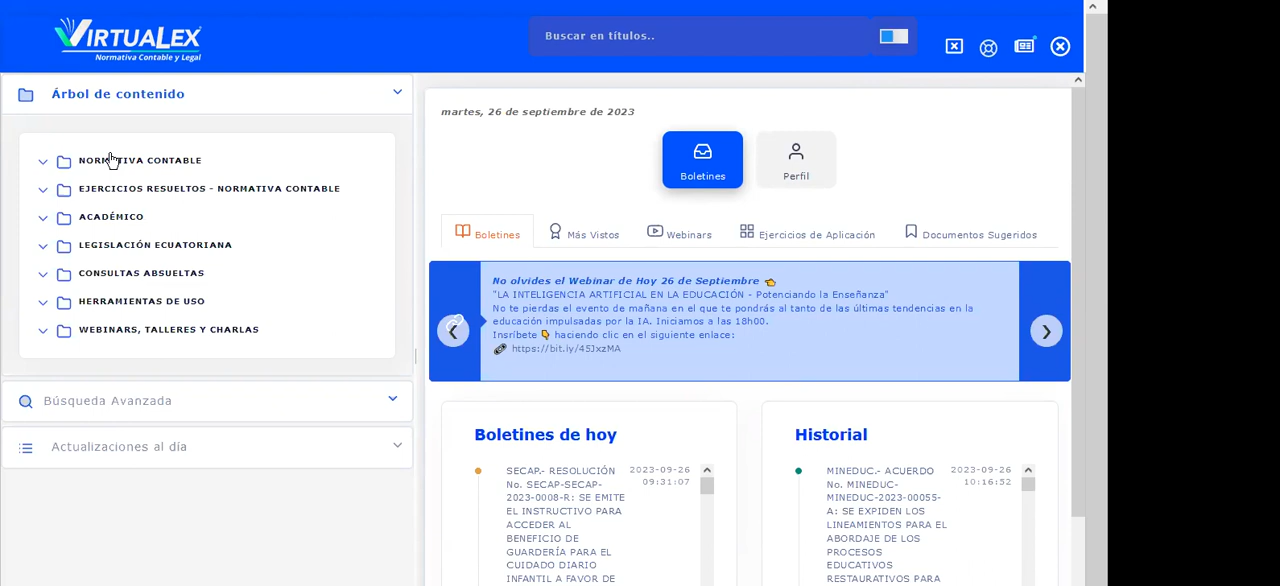 VIRTUALEX
Normativa Contable y Legal
Buscar en títulos..
Árbol de contenido
NORMATIVA CONTABLE
EJERCICIOS RESUELTOS - NORMATIVA CONTABLE
ACADÉMICO
LEGISLACIÓN ECUATORIANA
CONSULTAS ABSUELTAS
HERRAMIENTAS DE USO
WEBINARS, TALLERES Y CHARLAS
Búsqueda Avanzada
Actualizaciones al día
martes, 26 de septiembre de 2023
Boletines
Perfil
Boletines
Más Vistos
Webinars
Ejercicios de Aplicación
Documentos Sugeridos
No olvides el Webinar de Hoy 26 de Septiembre 👈
"LA INTELIGENCIA ARTIFICIAL EN LA EDUCACIÓN - Potenciando la Enseñanza"
No te pierdas el evento de mañana en el que te pondrás al tanto de las últimas tendencias en la
educación impulsadas por la IA. Iniciamos a las 18h00.
Insríbete 👇 haciendo clic en el siguiente enlace:
🔗 https://bit.ly/45JxzMA
Boletines de hoy
SECAP.- RESOLUCIÓN
No. SECAP-SECAP-
2023-0008-R: SE EMITE
EL INSTRUCTIVO PARA
ACCEDER AL
BENEFICIO DE
GUARDERÍA PARA EL
CUIDADO DIARIO
INFANTIL A FAVOR DE
2023-09-26
09:31:07
Historial
MINEDUC.- ACUERDO
No. MINEDUC-
MINEDUC-2023-00055-
A: SE EXPIDEN LOS
LINEAMIENTOS PARA EL
ABORDAJE DE LOS
PROCESOS
EDUCATIVOS
RESTAURATIVOS PARA
2023-09-26
10:16:52